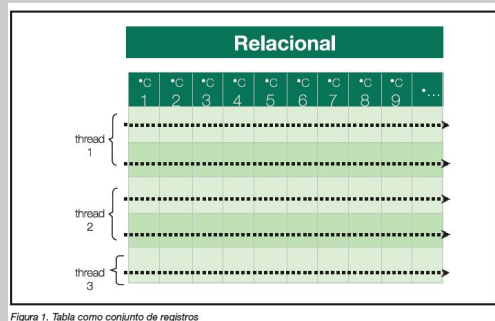 Relacional
•C 1 •C 2 •C 3 •C 4 •C 5 •C 6 •C 7 •C 8 •C 9 •...
thread 1
thread 2
thread 3
Figura 1. Tabla como conjunto de registros